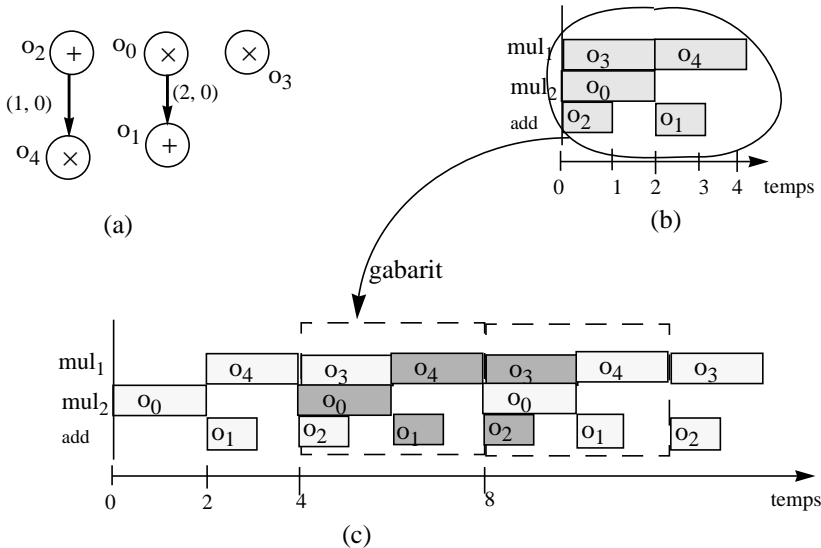 o2 + o0 × × o3
(1, 0) (2, 0)
o4 × o1 +
(a)
mul1 o3 o4
mul2 o0
add o2 o1
0 1 2 3 4 temps
(b)
gabarit
mul1 o4 o3 o4 o3 o4 o3
mul2 o0 o0 o0
add o1 o2 o1 o2 o1 o2
0 2 4 8 temps
(c)